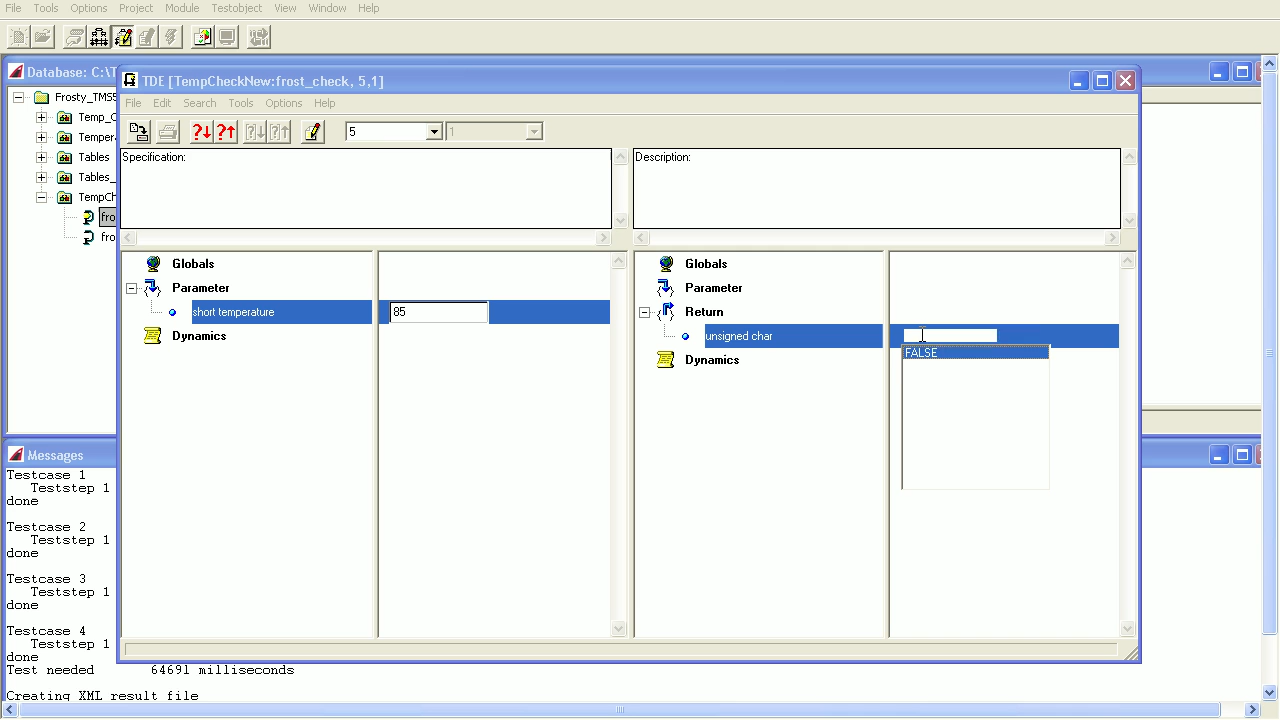 File Tools Options Project Module Testobject View Window Help
Database: C:\T
TDE [TempCheckNew:frost_check, 5,1]
File Edit Search Tools Options Help
5 1
Frosty_TMS5
Temp_C
Tempera
Tables
Tables_
TempCh
fro
fro
Specification:
Description:
Globals
Parameter
short temperature 85
Dynamics
Globals
Parameter
Return
unsigned char
FALSE
Dynamics
Messages
Testcase 1
Teststep 1
done
Testcase 2
Teststep 1
done
Testcase 3
Teststep 1
done
Testcase 4
Teststep 1
done
Test needed 64691 milliseconds
Creating XML result file